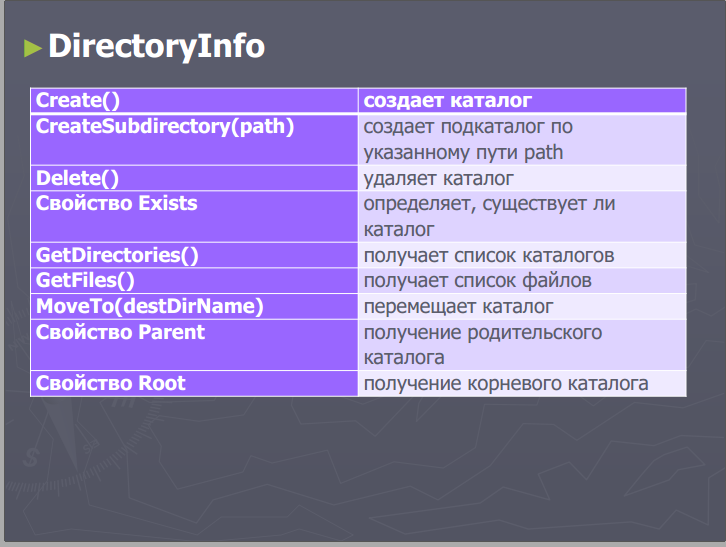 ►DirectoryInfo
Create() создает каталог
CreateSubdirectory(path) создает подкаталог по
указанному пути path
Delete() удаляет каталог
Свойство Exists определяет, существует ли
каталог
GetDirectories() получает список каталогов
GetFiles() получает список файлов
MoveTo(destDirName) перемещает каталог
Свойство Parent получение родительского
каталога
Свойство Root получение корневого каталога